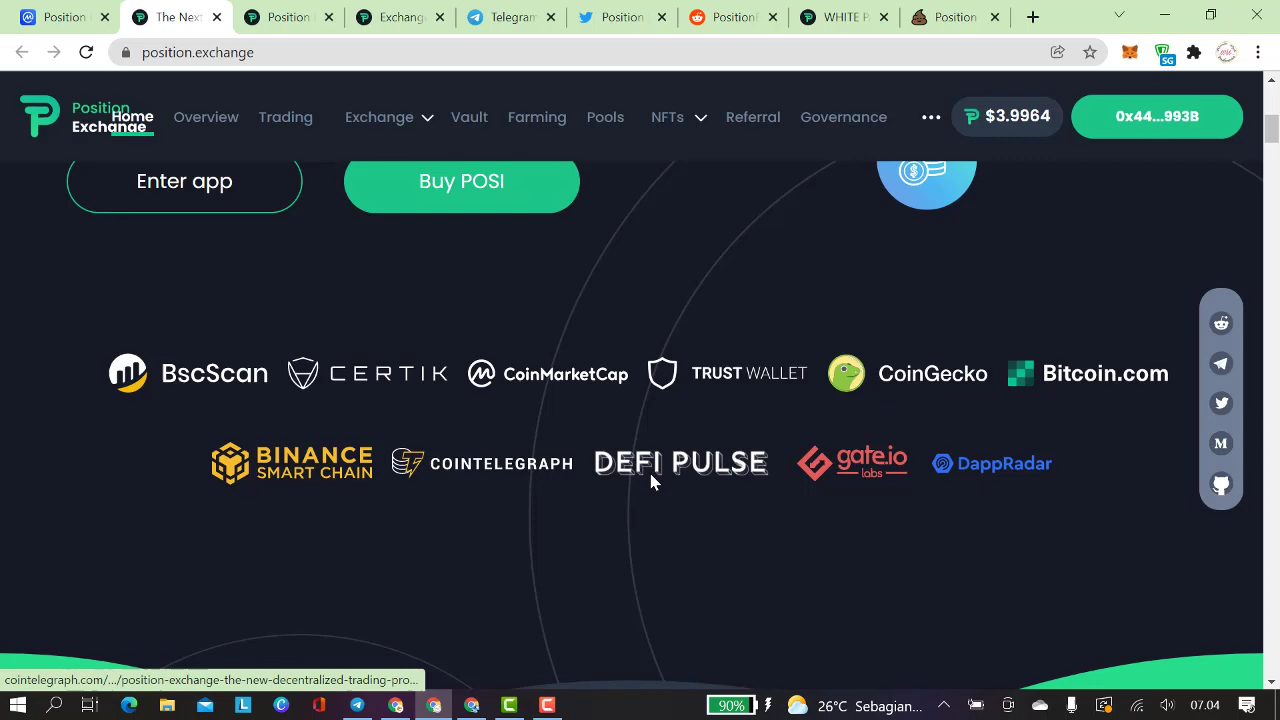 Position
The Next
Position
Exchang
Telegram
Position
Position
WHITE P
Position
position.exchange
SG
Position
Exchange
Home
Overview
Trading
Exchange
Vault
Farming
Pools
NFTs
Referral
Governance
$3.9964
0x44...993B
Enter app
Buy POSI
BscScan
CERTIK
CoinMarketCap
TRUST WALLET
CoinGecko
Bitcoin.com
BINANCE
SMART CHAIN
COINTELEGRAPH
DEFI PULSE
gate.io
labs
DappRadar
cointelegraph.com/.../position-exchange-the-new-decentralized-trading-pro...
90%
26°C Sebagian...
07.04